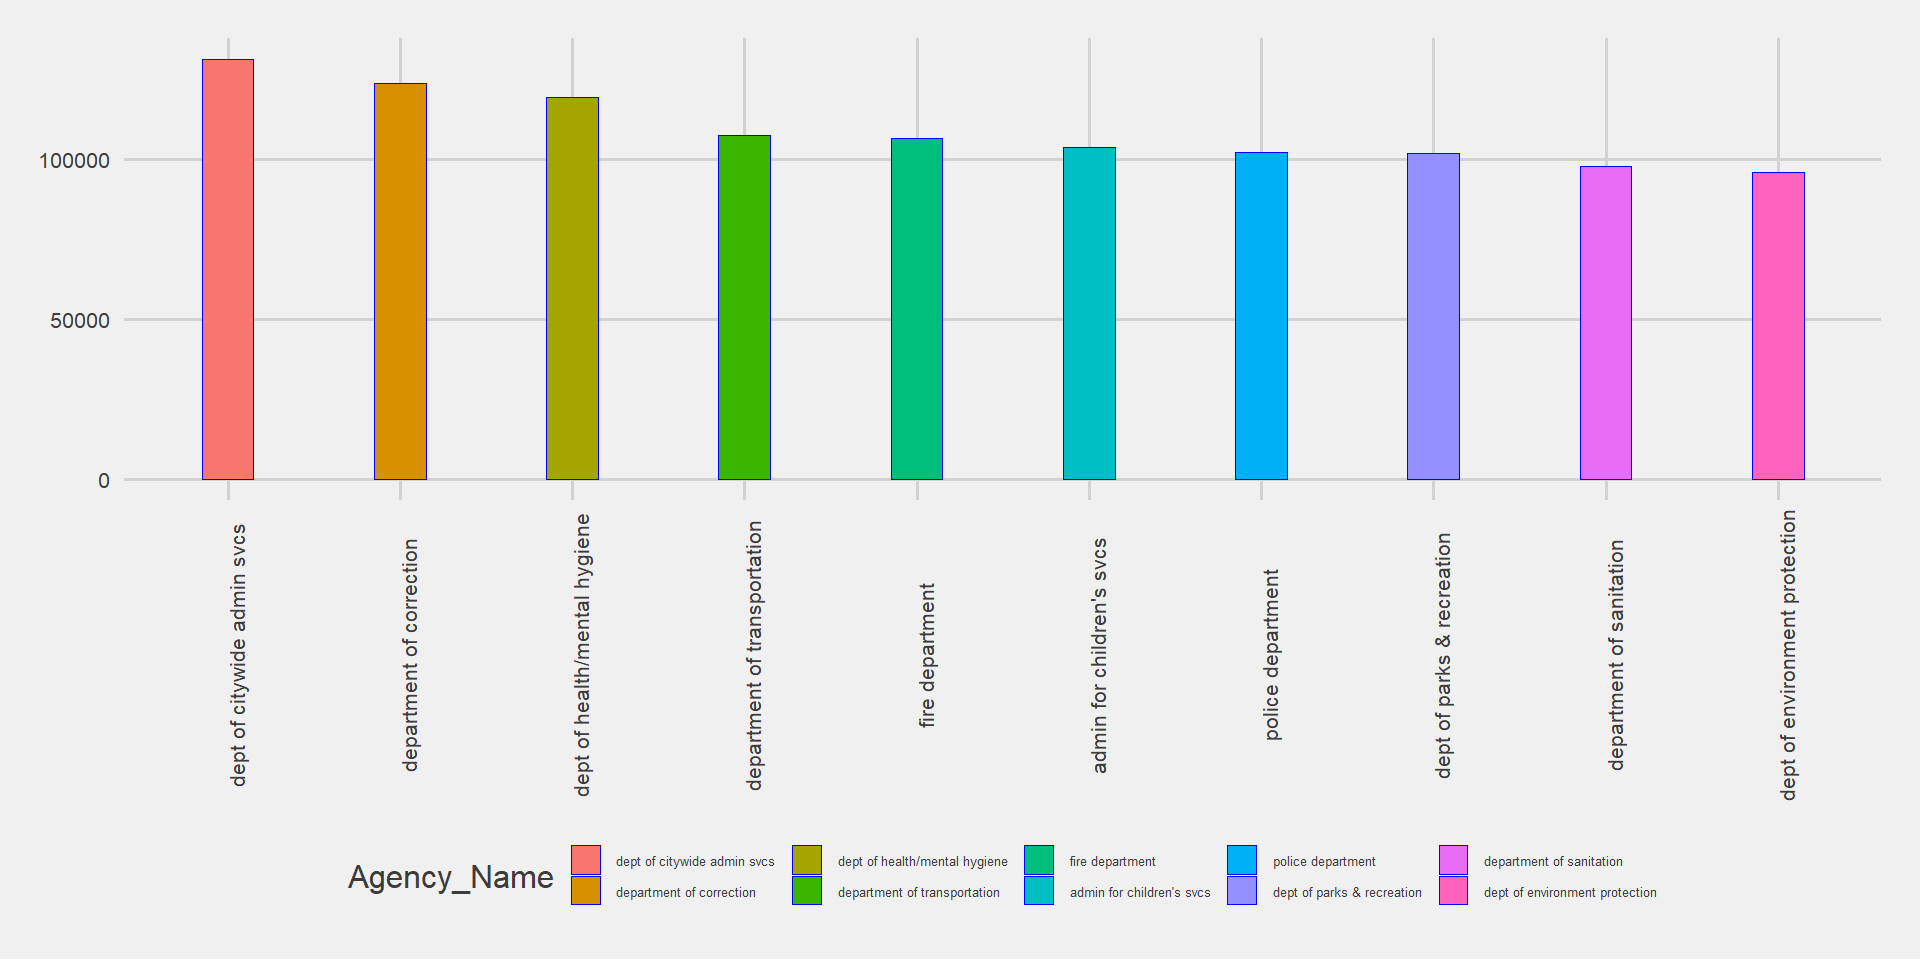 100000
50000
0
dept of citywide admin svcs
department of correction
dept of health/mental hygiene
department of transportation
fire department
admin for children's svcs
police department
dept of parks & recreation
department of sanitation
dept of environment protection
Agency_Name
dept of citywide admin svcs
department of correction
dept of health/mental hygiene
department of transportation
fire department
admin for children's svcs
police department
dept of parks & recreation
department of sanitation
dept of environment protection